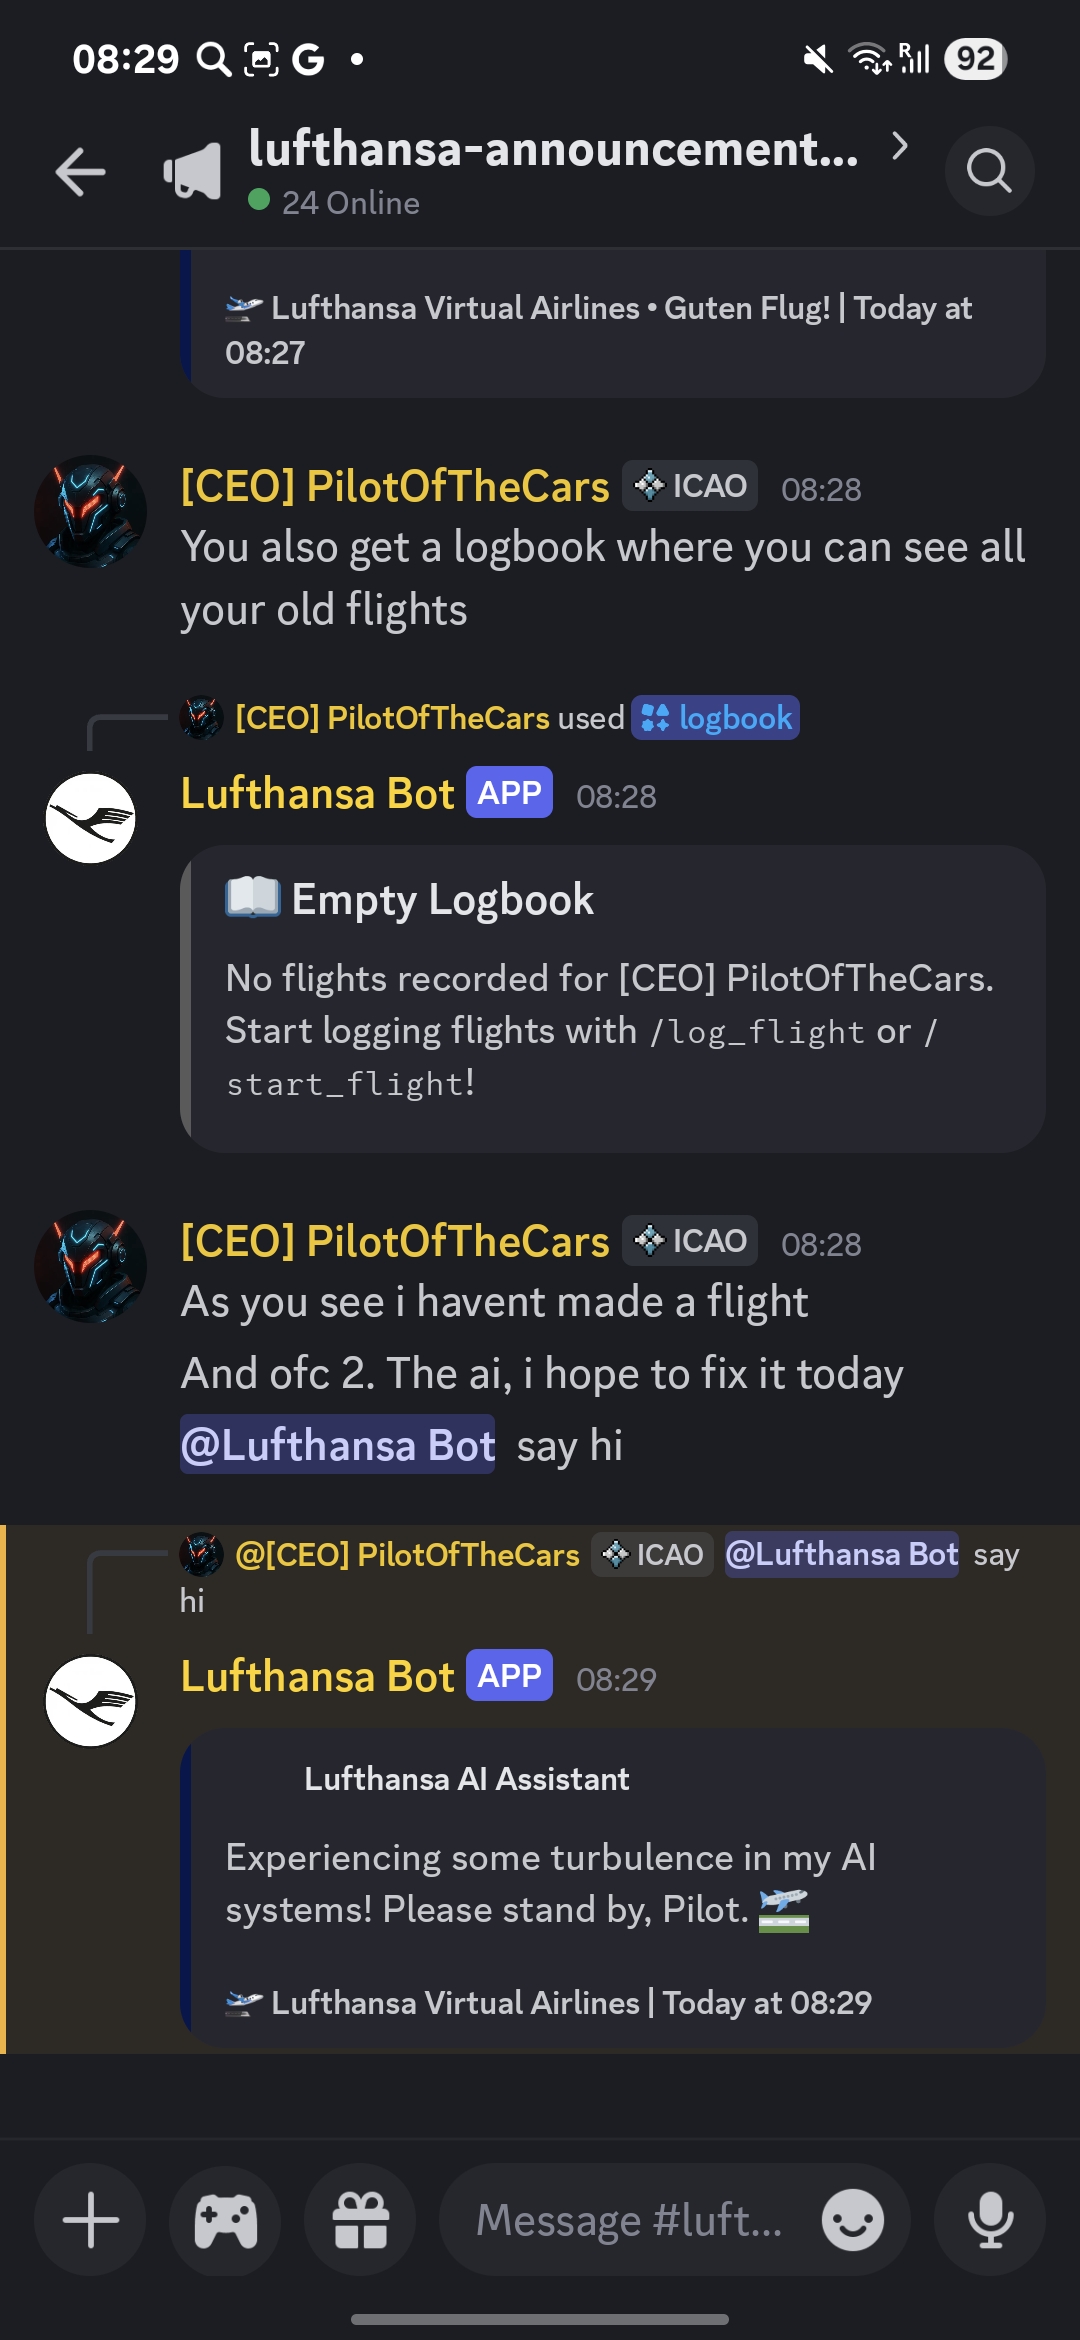 08:29
92
lufthansa-announcement...
24 Online
Lufthansa Virtual Airlines • Guten Flug! | Today at
08:27
[CEO] PilotOfTheCars ICAO 08:28
You also get a logbook where you can see all
your old flights
[CEO] PilotOfTheCars used logbook
Lufthansa Bot APP 08:28
Empty Logbook
No flights recorded for [CEO] PilotOfTheCars.
Start logging flights with /log_flight or /
start_flight!
[CEO] PilotOfTheCars ICAO 08:28
As you see i havent made a flight
And ofc 2. The ai, i hope to fix it today
@Lufthansa Bot say hi
@[CEO] PilotOfTheCars ICAO @Lufthansa Bot say
hi
Lufthansa Bot APP 08:29
Lufthansa AI Assistant
Experiencing some turbulence in my AI
systems! Please stand by, Pilot.
Lufthansa Virtual Airlines | Today at 08:29
Message #luft...